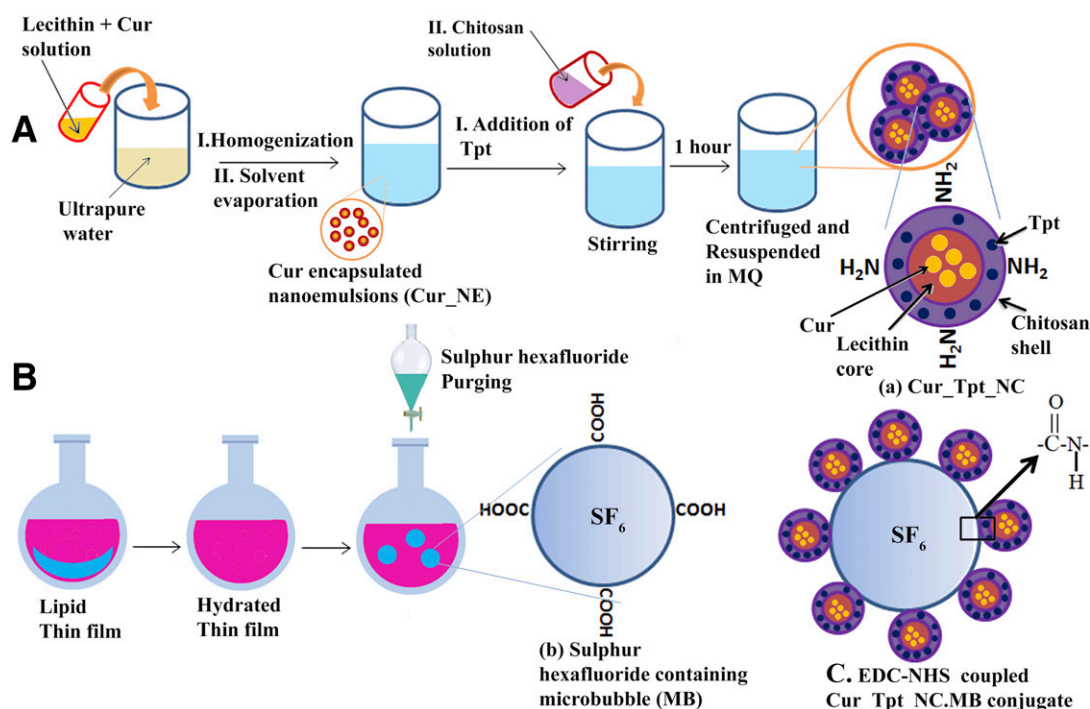 Lecithin + Cur
solution
A
Ultrapure
water
I.Homogenization
II. Solvent
evaporation
Cur encapsulated
nanoemulsions (Cur_NE)
I. Addition of
Tpt
II. Chitosan
solution
Stirring
1 hour
Centrifuged and
Resuspended
in MQ
NH2
H2N
NH2
H2N
Tpt
Cur
Lecithin
core
Chitosan
shell
(a) Cur_Tpt_NC
B
Lipid
Thin film
Hydrated
Thin film
Sulphur hexafluoride
Purging
COOH
HOOC
SF6
COOH
COOH
(b) Sulphur
hexafluoride containing
microbubble (MB)
SF6
O
-C-N-
H
C. EDC-NHS coupled
Cur_Tpt_NC.MB conjugate